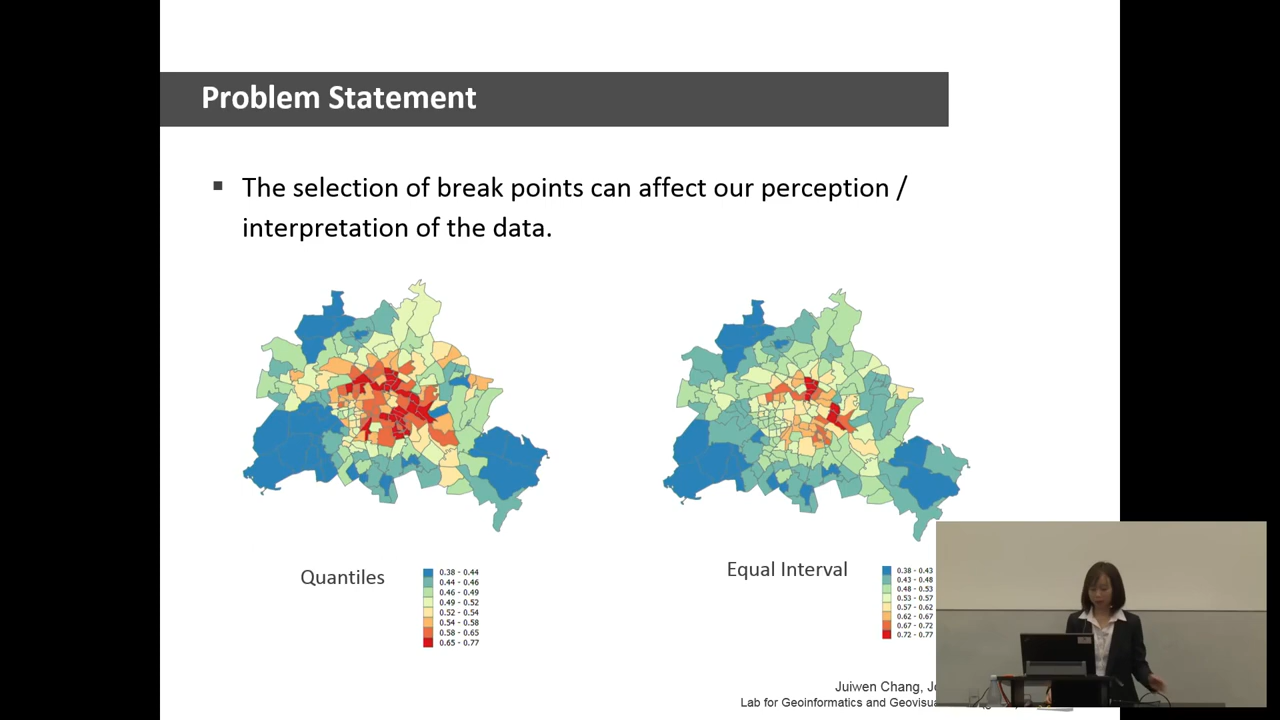 Problem Statement
▪ The selection of break points can affect our perception /
interpretation of the data.
Quantiles
0.38 - 0.44
0.44 - 0.46
0.46 - 0.49
0.49 - 0.52
0.52 - 0.54
0.54 - 0.58
0.58 - 0.65
0.65 - 0.77
Equal Interval
0.38 - 0.43
0.43 - 0.48
0.48 - 0.53
0.53 - 0.57
0.57 - 0.62
0.62 - 0.67
0.67 - 0.72
0.72 - 0.77
Juiwen Chang,
Lab for Geoinformatics and